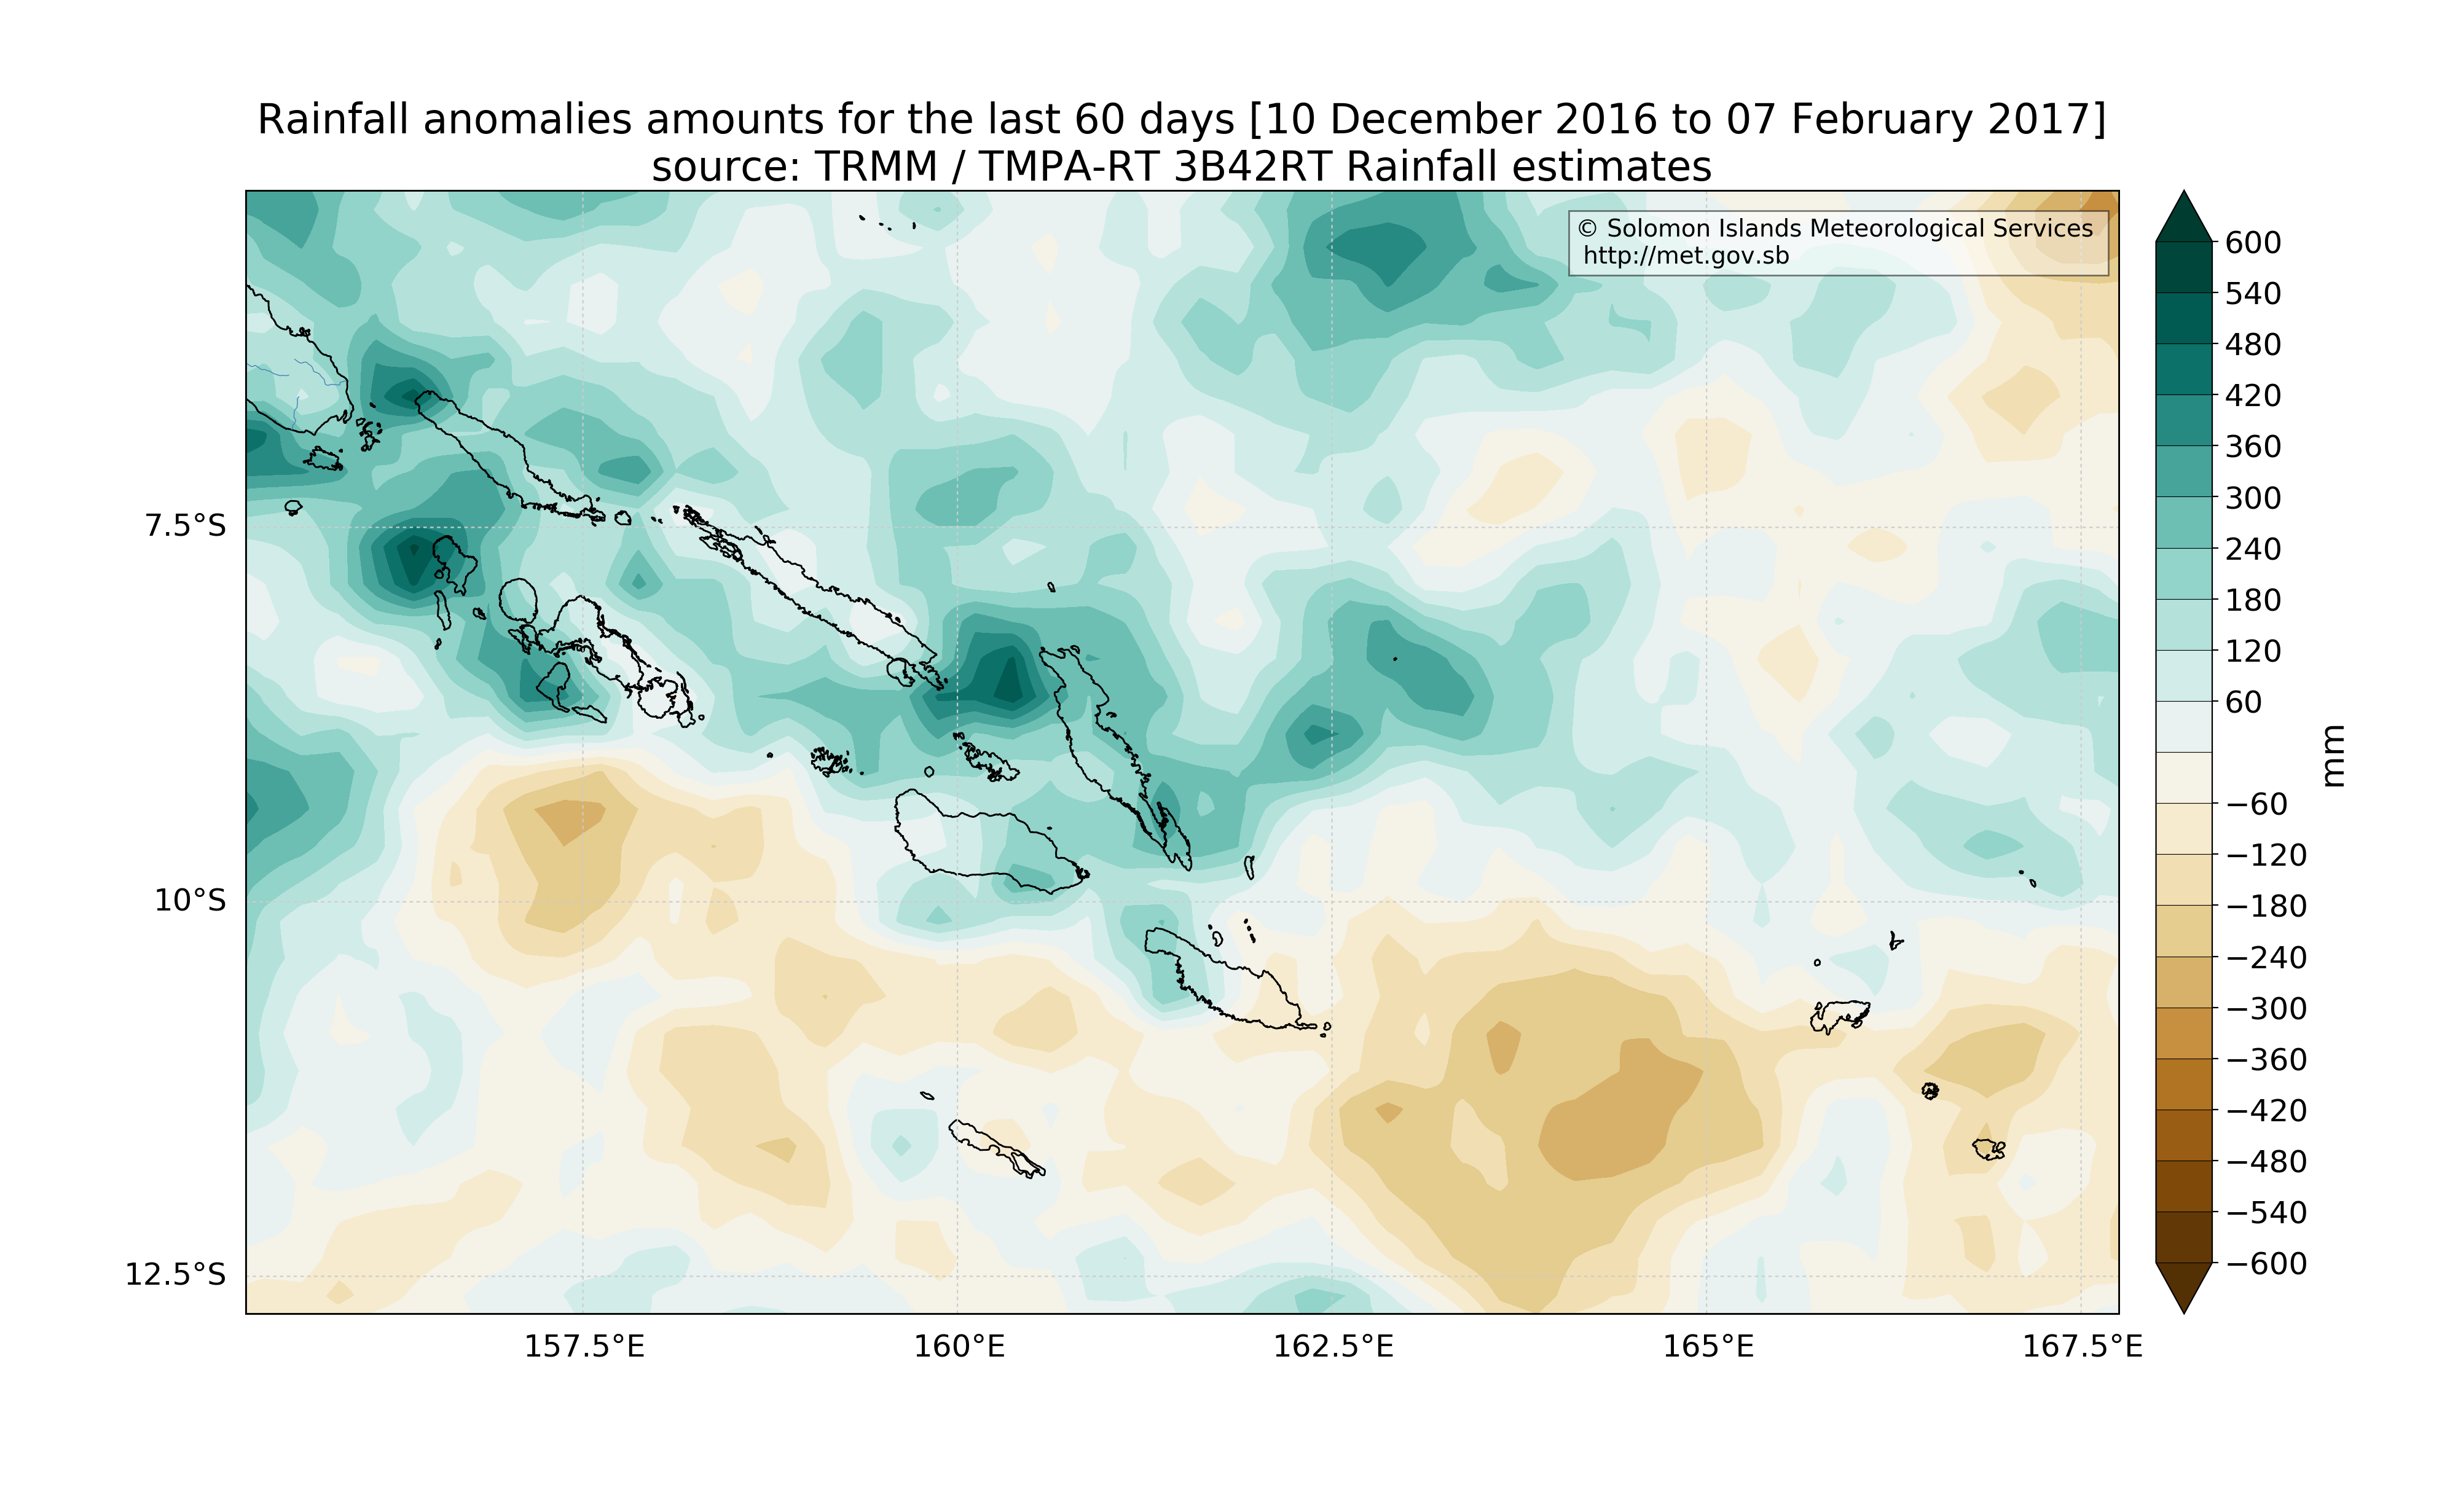 Rainfall anomalies amounts for the last 60 days [10 December 2016 to 07 February 2017]
source: TRMM / TMPA-RT 3B42RT Rainfall estimates
© Solomon Islands Meteorological Services
http://met.gov.sb
7.5°S
10°S
12.5°S
157.5°E
160°E
162.5°E
165°E
167.5°E
600
540
480
420
360
300
240
180
120
60
−60
−120
−180
−240
−300
−360
−420
−480
−540
−600
mm